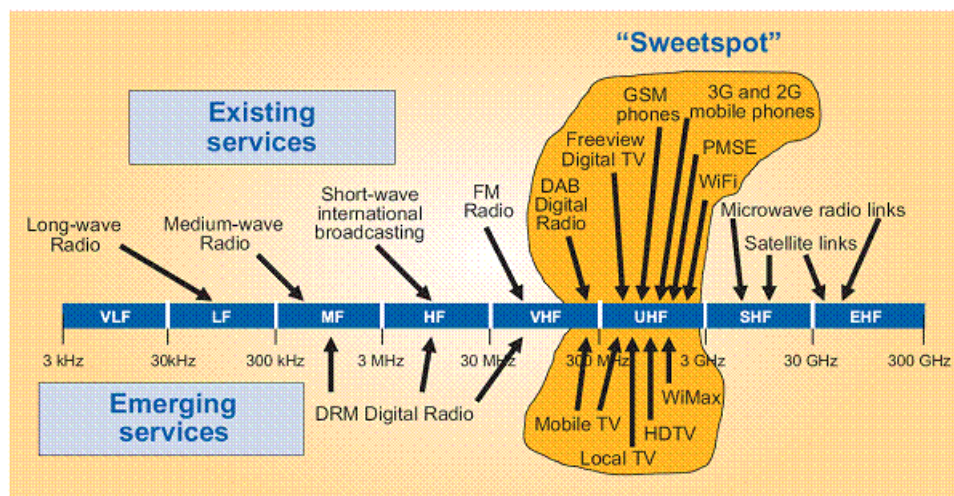 “Sweetspot”
Existing
services
GSM
phones
3G and 2G
mobile phones
Freeview
Digital TV
PMSE
WiFi
DAB
Digital
Radio
FM
Radio
Short-wave
international
broadcasting
Medium-wave
Radio
Long-wave
Radio
Microwave radio links
Satellite links
VLF
LF
MF
HF
VHF
UHF
SHF
EHF
3 kHz
30kHz
300 kHz
3 MHz
30 MHz
300 MHz
3 GHz
30 GHz
300 GHz
Emerging
services
DRM Digital Radio
Mobile TV
Local TV
HDTV
WiMax